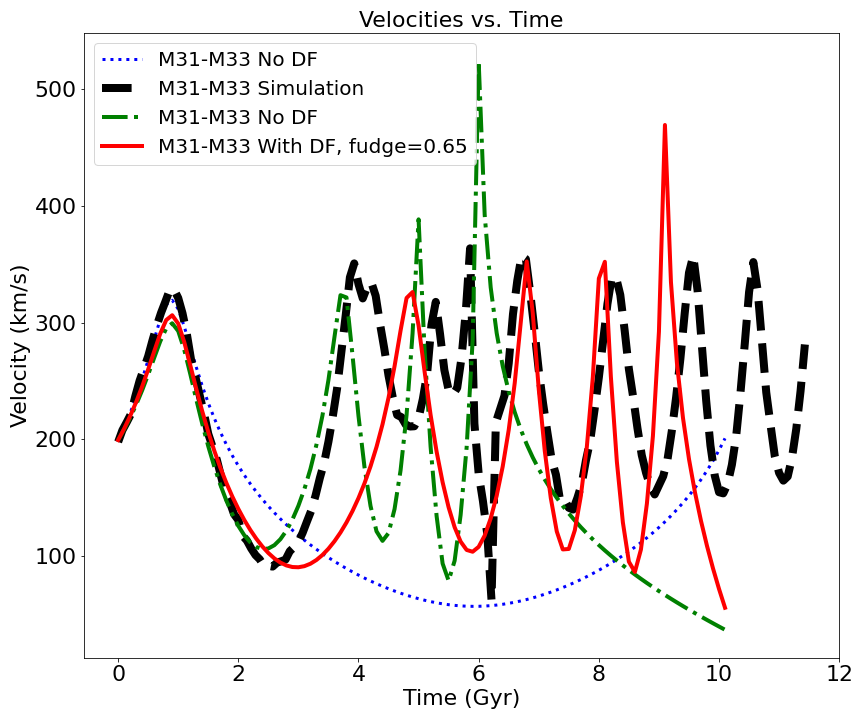 Velocities vs. Time
M31-M33 No DF
M31-M33 Simulation
M31-M33 No DF
M31-M33 With DF, fudge=0.65
Velocity (km/s)
500
400
300
200
100
0 2 4 6 8 10 12
Time (Gyr)